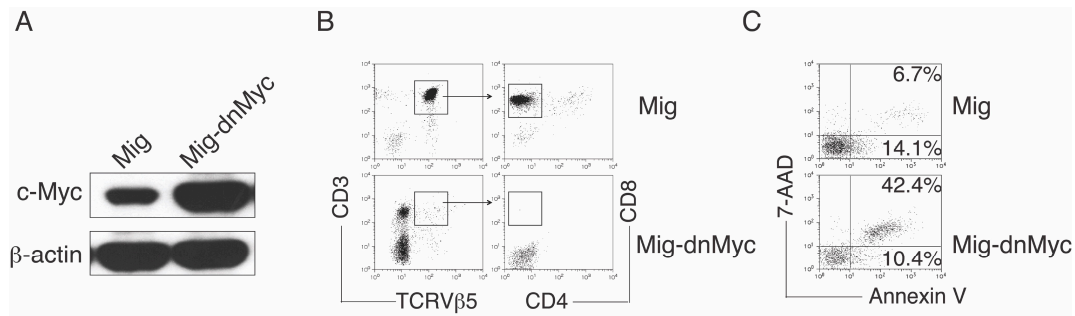 A
B
C
Mig
Mig-dnMyc
c-Myc
β-actin
CD3
TCRVβ5
CD8
CD4
Mig
Mig-dnMyc
7-AAD
Annexin V
6.7%
14.1%
Mig
42.4%
10.4%
Mig-dnMyc